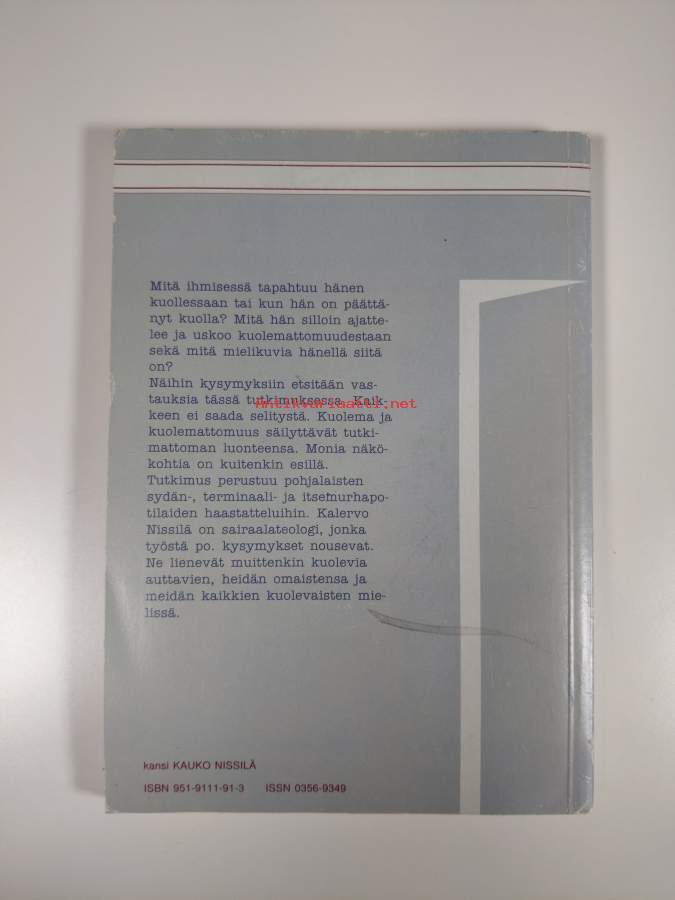 Mitä ihmisessä tapahtuu hänen
kuollessaan tai kun hän on päättä-
nyt kuolla? Mitä hän silloin ajatte-
lee ja uskoo kuolemattomuudestaan
sekä mitä mielikuvia hänellä siitä
on?
Näihin kysymyksiin etsitään vas-
tauksia tässä tutkimuksessa. Kaik-
Antikvariaatti.net
keen ei saada selitystä. Kuolema ja
kuolemattomuus säilyttävät tutki-
mattoman luonteensa. Monia näkö-
kohtia on kuitenkin esillä.
Tutkimus perustuu pohjalaisten
sydän-, terminaali- ja itsemurhapo-
tilaiden haastatteluihin. Kalervo
Nissilä on sairaalateologi, jonka
työstä po. kysymykset nousevat.
Ne lienevät muittenkin kuolevia
auttavien, heidän omaistensa ja
meidän kaikkien kuolevaisten mie-
lissä.
kansi KAUKO NISSILÄ
ISBN 951-9111-91-3 ISSN 0356-9349